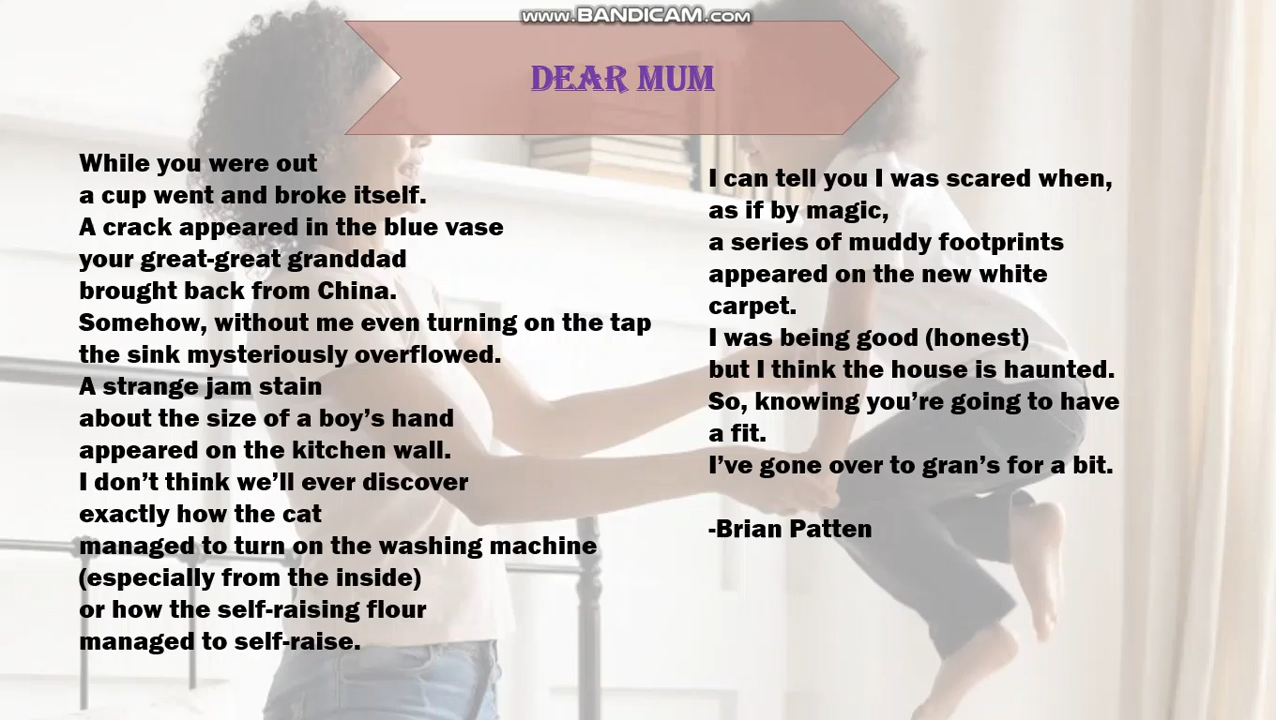 www.BANDICAM.com
DEAR MUM
While you were out
a cup went and broke itself.
A crack appeared in the blue vase
your great-great granddad
brought back from China.
Somehow, without me even turning on the tap
the sink mysteriously overflowed.
A strange jam stain
about the size of a boy’s hand
appeared on the kitchen wall.
I don’t think we’ll ever discover
exactly how the cat
managed to turn on the washing machine
(especially from the inside)
or how the self-raising flour
managed to self-raise.
I can tell you I was scared when,
as if by magic,
a series of muddy footprints
appeared on the new white
carpet.
I was being good (honest)
but I think the house is haunted.
So, knowing you’re going to have
a fit.
I’ve gone over to gran’s for a bit.
-Brian Patten